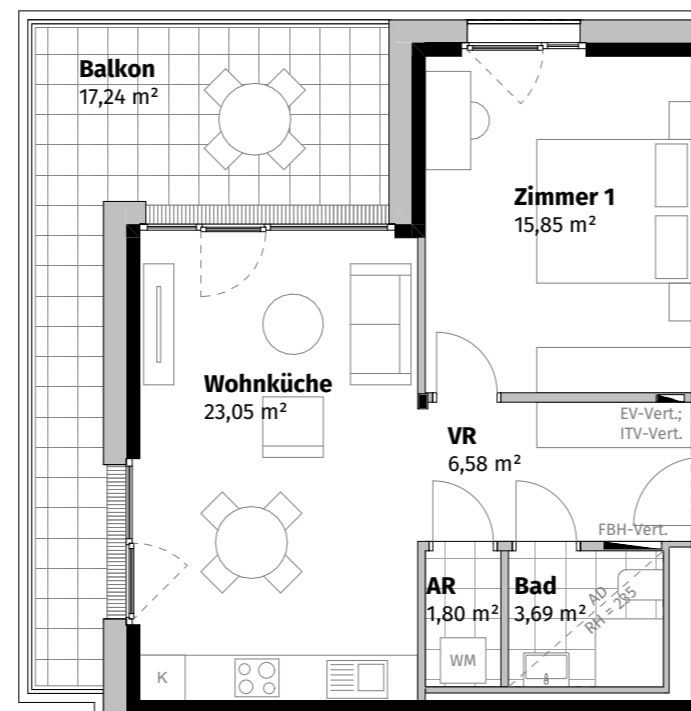 Balkon
17,24 m²
Zimmer 1
15,85 m²
Wohnküche
23,05 m²
EV-Vert.;
ITV-Vert.
VR
6,58 m²
FBH-Vert.
AR
1,80 m²
Bad
3,69 m²
AD
RH = 235
WM
K